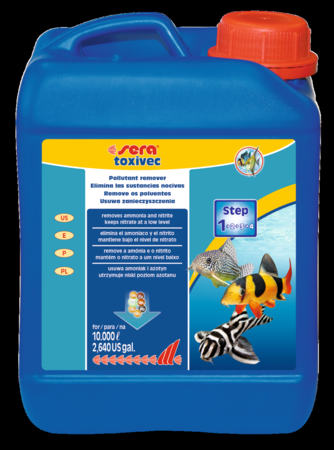 sera®
toxivec
Pollutant remover
Elimina las sustancias nocivas
Remove os poluentes
Usuwa zanieczyszczenie
US
removes ammonia and nitrite
keeps nitrate at a low level
E
elimina el amoníaco y el nitrito
mantiene bajo el nivel de nitrato
P
remove a amónia e o nitrito
mantém o nitrato a um nível baixo
PL
usuwa amoniak i azotyn
utrzymuje niski poziom azotanu
Step
1
for / para / na
10,000 ℓ
2,640 US gal.